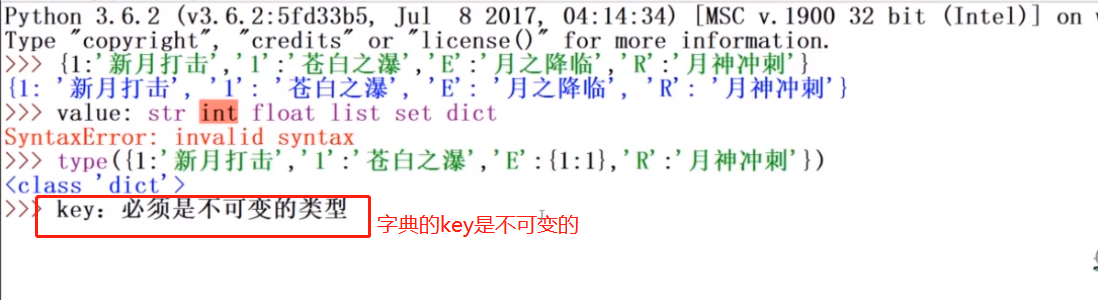 Python 3.6.2 (v3.6.2:5fd33b5, Jul  8 2017, 04:14:34) [MSC v.1900 32 bit (Intel)] on
Type "copyright", "credits" or "license()" for more information.
>>> {1:'新月打击','1':'苍白之瀑','E':'月之降临','R':'月神冲刺'}
{1: '新月打击', '1': '苍白之瀑', 'E': '月之降临', 'R': '月神冲刺'}
>>> value: str int float list set dict
SyntaxError: invalid syntax
>>> type({1:'新月打击','1':'苍白之瀑','E':{1:1},'R':'月神冲刺'})
<class 'dict'>
>>> key：必须是不可变的类型 字典的key是不可变的